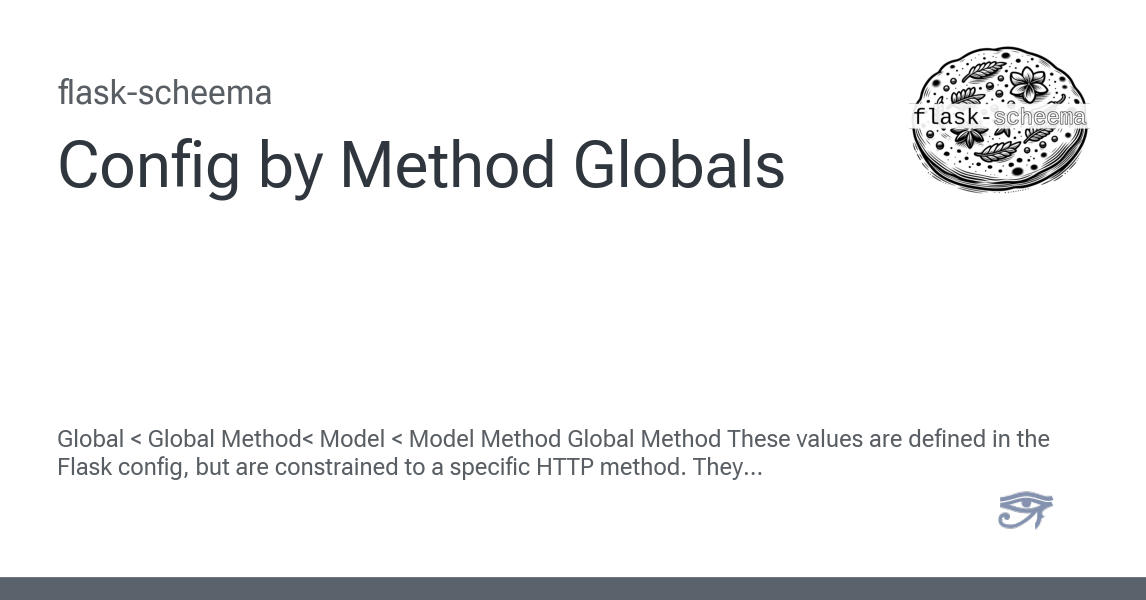 flask-scheema
Config by Method Globals
flask-scheema
Global < Global Method< Model < Model Method Global Method These values are defined in the
Flask config, but are constrained to a specific HTTP method. They...